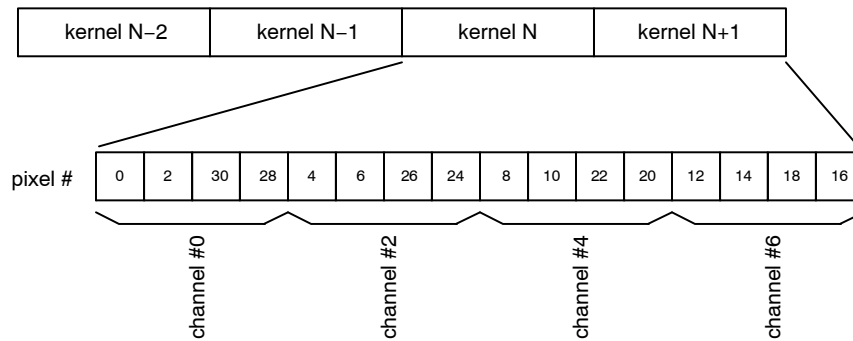 kernel N−2 kernel N−1 kernel N kernel N+1
pixel # 0 2 30 28 4 6 26 24 8 10 22 20 12 14 18 16
channel #0 channel #2 channel #4 channel #6